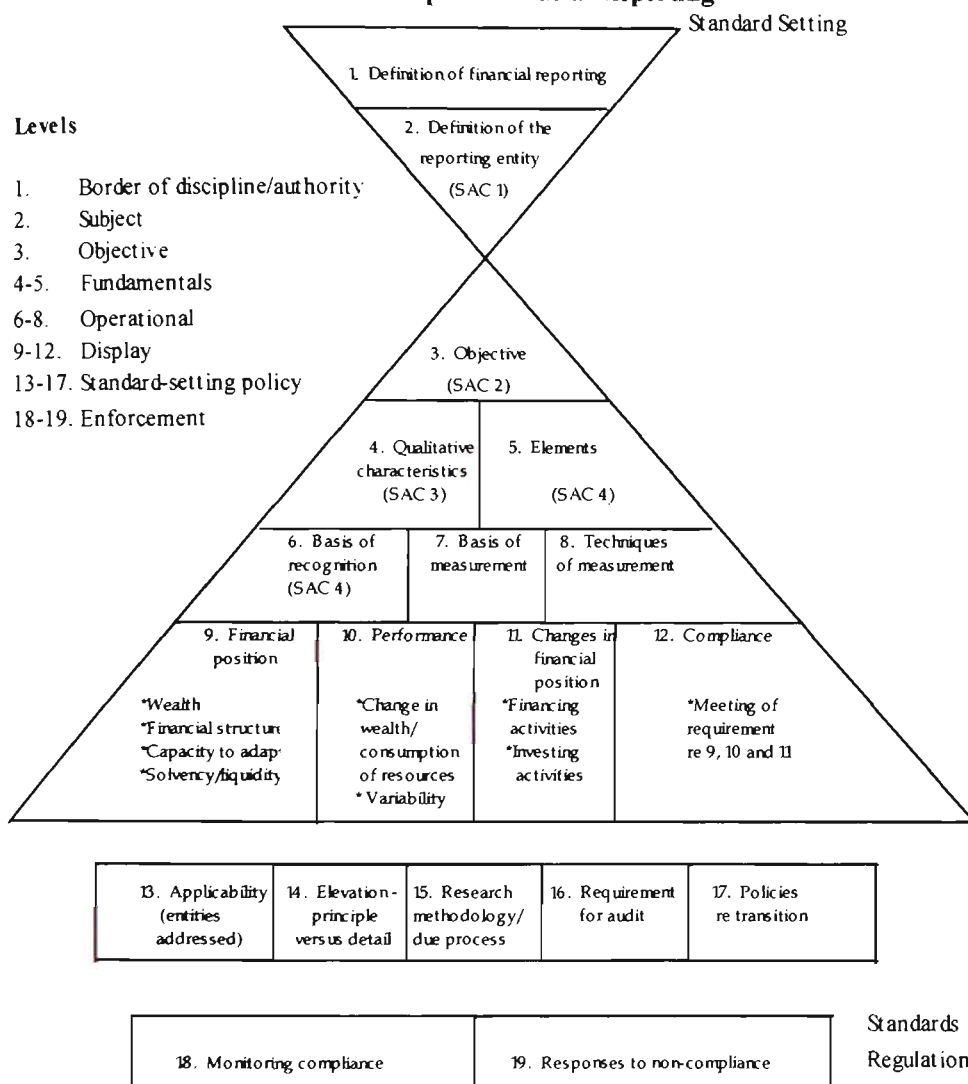 Standard Setting
1. Definition of financial reporting
Levels
2. Definition of the
reporting entity
(SAC 1)
1. Border of discipline/authority
2. Subject
3. Objective
4-5. Fundamentals
6-8. Operational
9-12. Display
13-17. Standard-setting policy
18-19. Enforcement
3. Objective
(SAC 2)
4. Qualitative
characteristics
(SAC 3)
5. Elements
(SAC 4)
6. Basis of
recognition
(SAC 4)
7. Basis of
measurement
8. Techniques
of measurement
9. Financial
position
*Wealth
*Financial structure
*Capacity to adapt
*Solvency/liquidity
10. Performance
*Change in
wealth/
consumption
of resources
* Variability
11. Changes in
financial
position
*Financing
activities
*Investing
activities
12. Compliance
*Meeting of
requirement
re 9, 10 and 11
13. Applicability
(entities
addressed)
14. Elevation-
principle
versus detail
15. Research
methodology/
due process
16. Requirement
for audit
17. Policies
re transition
18. Monitoring compliance
19. Responses to non-compliance
Standards
Regulation